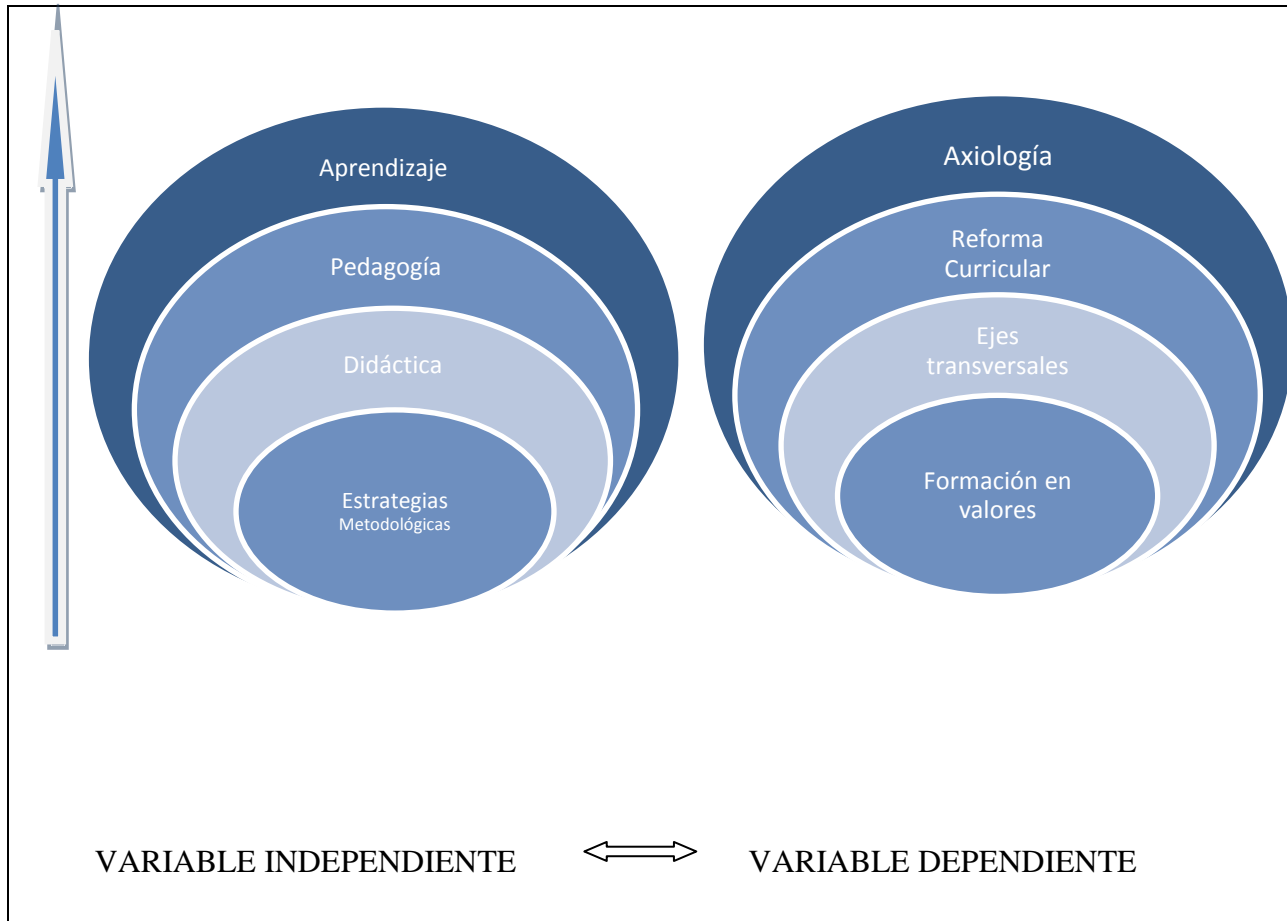 Aprendizaje
Pedagogía
Didáctica
Estrategias
Metodológicas
Axiología
Reforma
Curricular
Ejes
transversales
Formación en
valores
VARIABLE INDEPENDIENTE
VARIABLE DEPENDIENTE